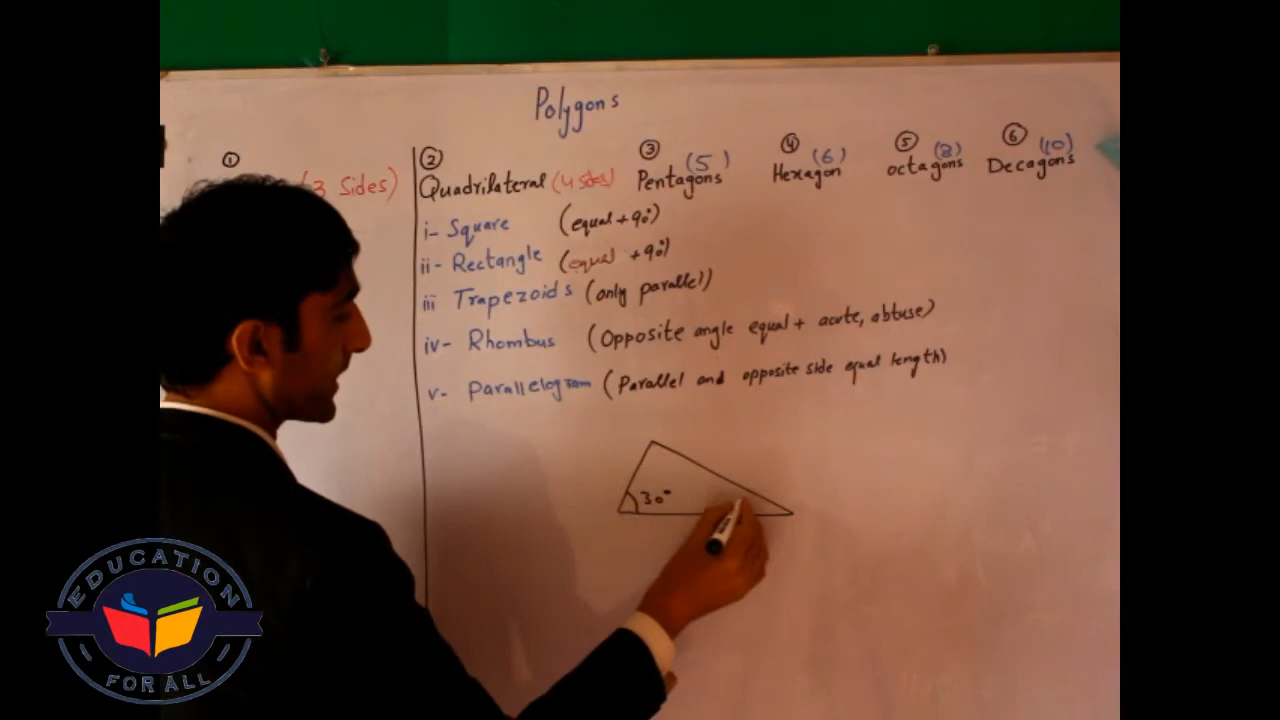 Polygons
①
(3 Sides)
②
Quadrilateral (4 Sides)
i- Square (equal + 90°)
ii- Rectangle (equal + 90°)
iii Trapezoids (only parallel)
iv- Rhombus (Opposite angle equal + acute, abtuse)
v- Parallelogram (Parallel and opposite side equal length)
③
(5)
Pentagons
④
(6)
Hexagon
⑤
(8)
octagons
⑥
(10)
Decagons
30°
EDUCATION
FOR ALL